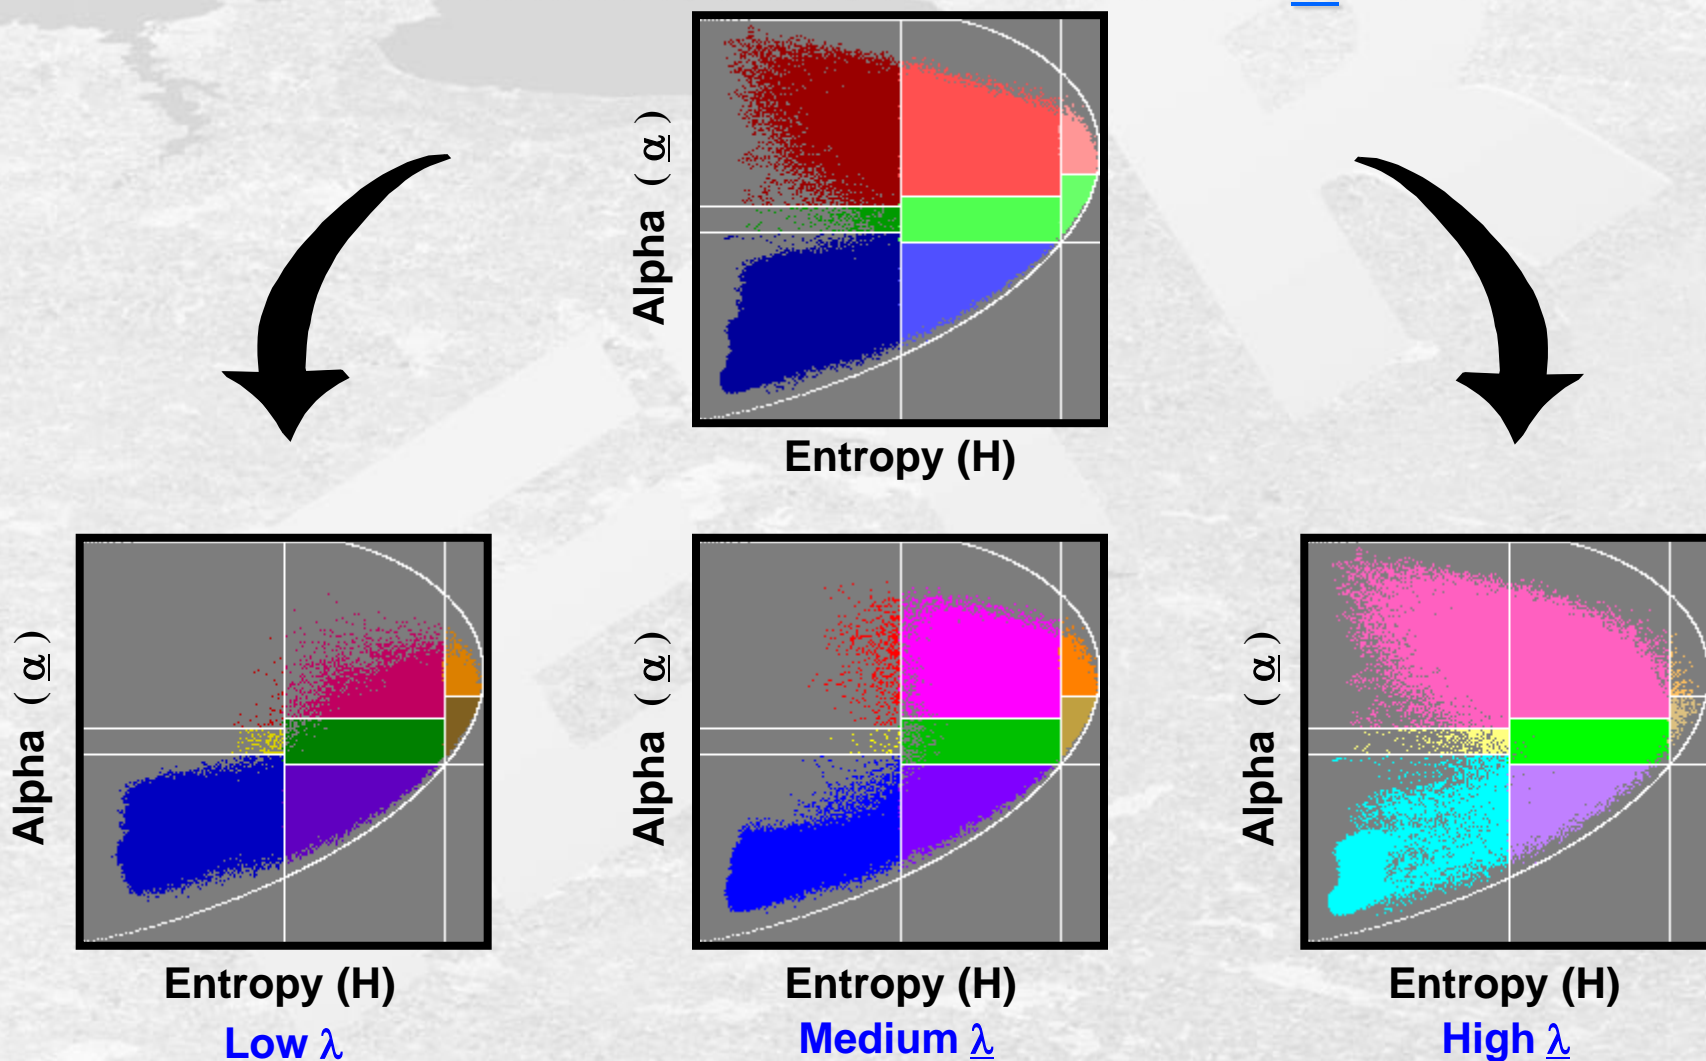 Alpha (α)
Entropy (H)
Alpha (α)
Entropy (H)
Low λ
Alpha (α)
Entropy (H)
Medium λ
Alpha (α)
Entropy (H)
High λ